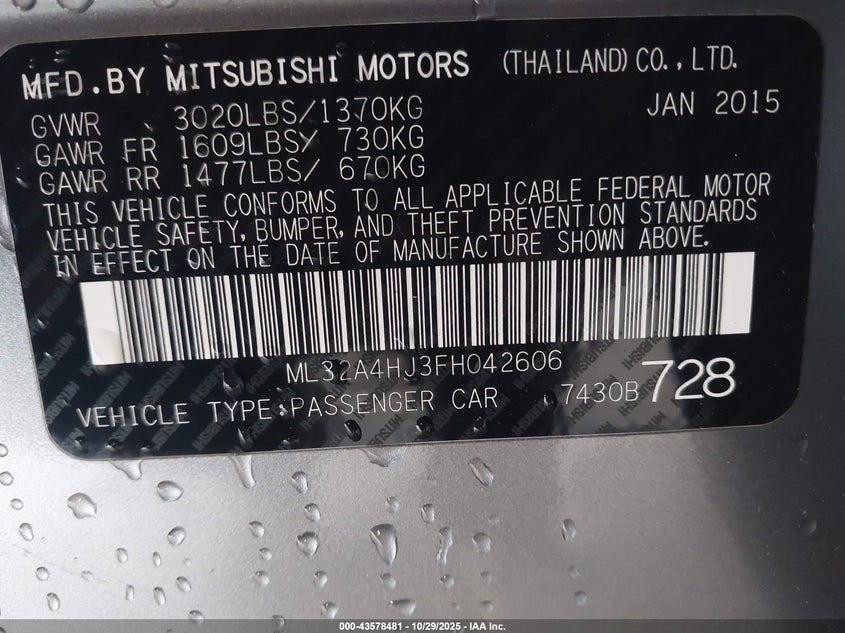 MFD.BY MITSUBISHI MOTORS (THAILAND) CO., LTD.
GVWR 3020LBS/1370KG JAN 2015
GAWR FR 1609LBS/ 730KG
GAWR RR 1477LBS/ 670KG
THIS VEHICLE CONFORMS TO ALL APPLICABLE FEDERAL MOTOR
VEHICLE SAFETY, BUMPER, AND THEFT PREVENTION STANDARDS
IN EFFECT ON THE DATE OF MANUFACTURE SHOWN ABOVE.
ML32A4HJ3FH042606
VEHICLE TYPE:PASSENGER CAR 7430B 728
000-43578481 | 10/29/2025 | IAA Inc.